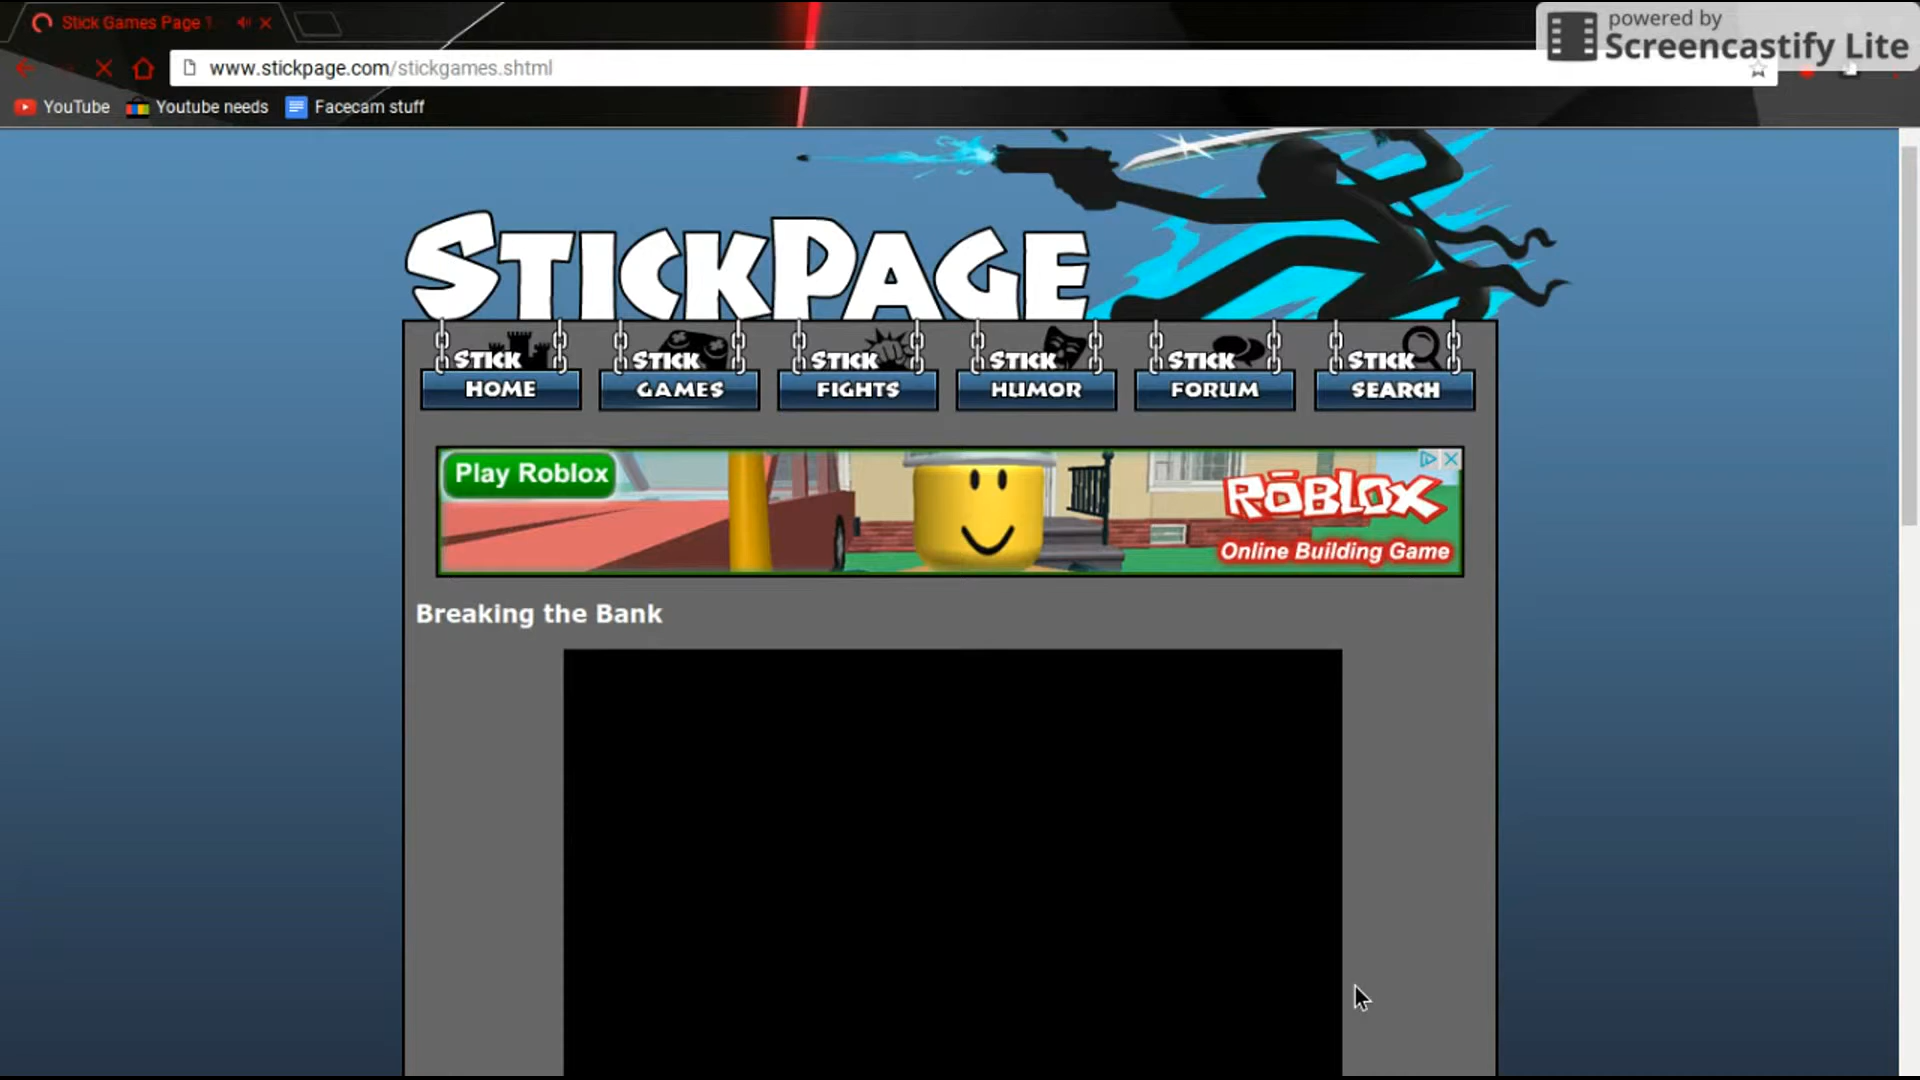 Stick Games Page 1
powered by
Screencastify Lite
www.stickpage.com/stickgames.shtml
YouTube
Youtube needs
Facecam stuff
STICKPAGE
STICK HOME
STICK GAMES
STICK FIGHTS
STICK HUMOR
STICK FORUM
STICK SEARCH
Play Roblox
ROBLOX
Online Building Game
Breaking the Bank